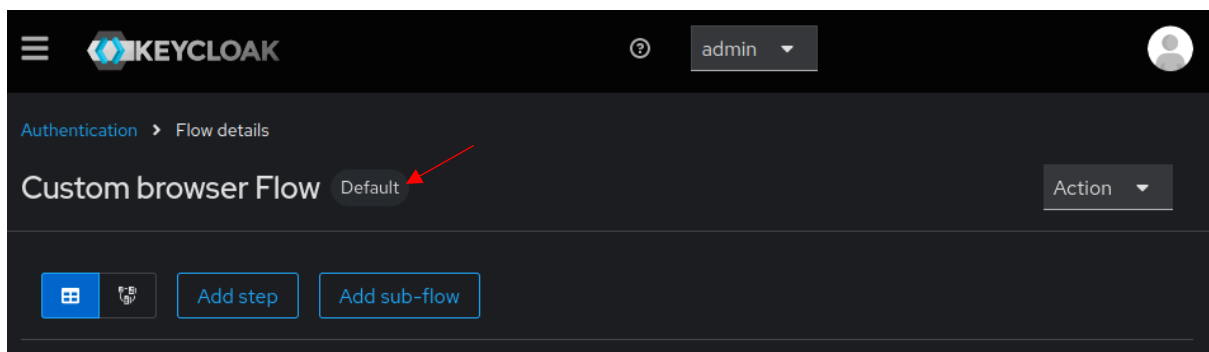 KEYCLOAK
admin
Authentication > Flow details
Custom browser Flow Default
Action
Add step Add sub-flow